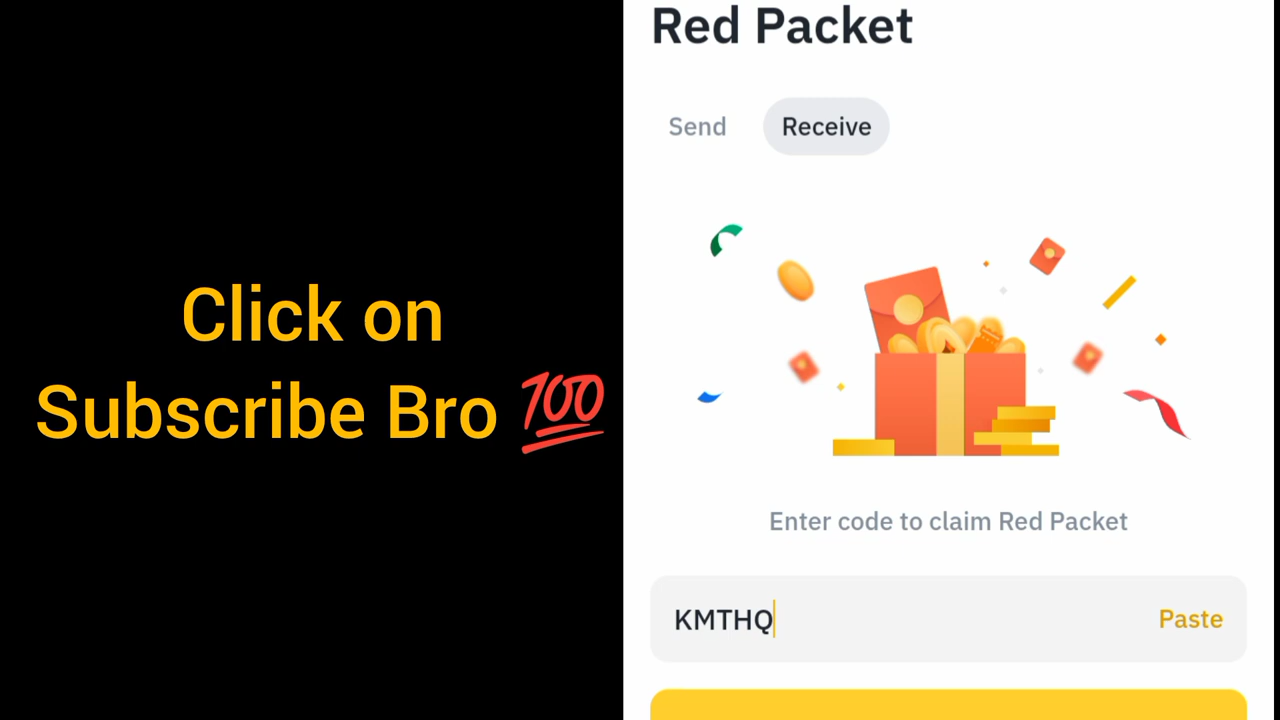 Click on
Subscribe Bro 💯
Red Packet
Send
Receive
Enter code to claim Red Packet
KMTHQ
Paste